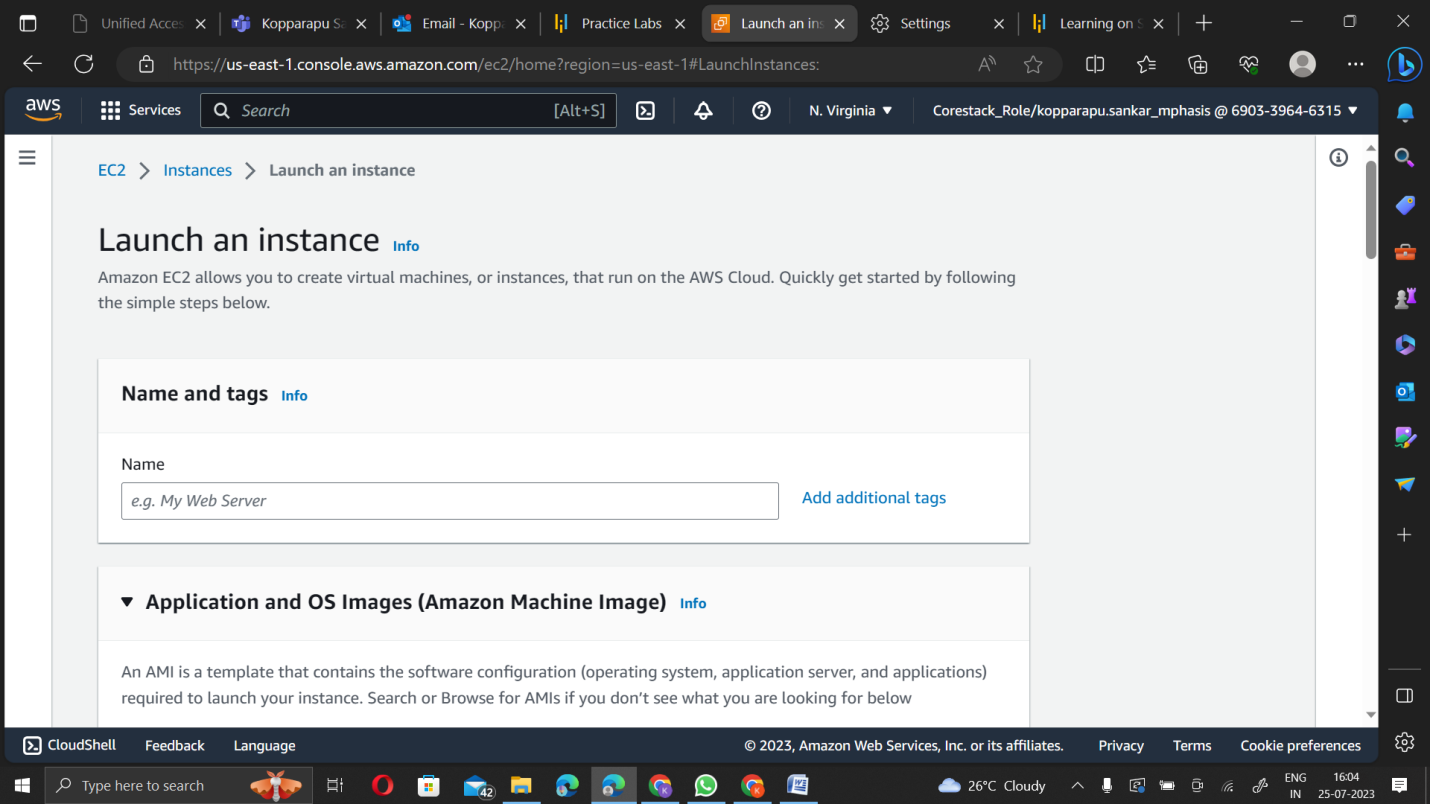 Unified Acces
Kopparapu Sa
Email - Koppa
Practice Labs
Launch an ins
Settings
Learning on S
https://us-east-1.console.aws.amazon.com/ec2/home?region=us-east-1#LaunchInstances:
aws
Services
Search
[Alt+S]
N. Virginia
Corestack_Role/kopparapu.sankar_mphasis @ 6903-3964-6315
EC2
Instances
Launch an instance
Launch an instance Info
Amazon EC2 allows you to create virtual machines, or instances, that run on the AWS Cloud. Quickly get started by following
the simple steps below.
Name and tags Info
Name
e.g. My Web Server
Add additional tags
Application and OS Images (Amazon Machine Image) Info
An AMI is a template that contains the software configuration (operating system, application server, and applications)
required to launch your instance. Search or Browse for AMIs if you don’t see what you are looking for below
CloudShell
Feedback
Language
© 2023, Amazon Web Services, Inc. or its affiliates.
Privacy
Terms
Cookie preferences
Type here to search
42
26°C Cloudy
ENG
IN
16:04
25-07-2023